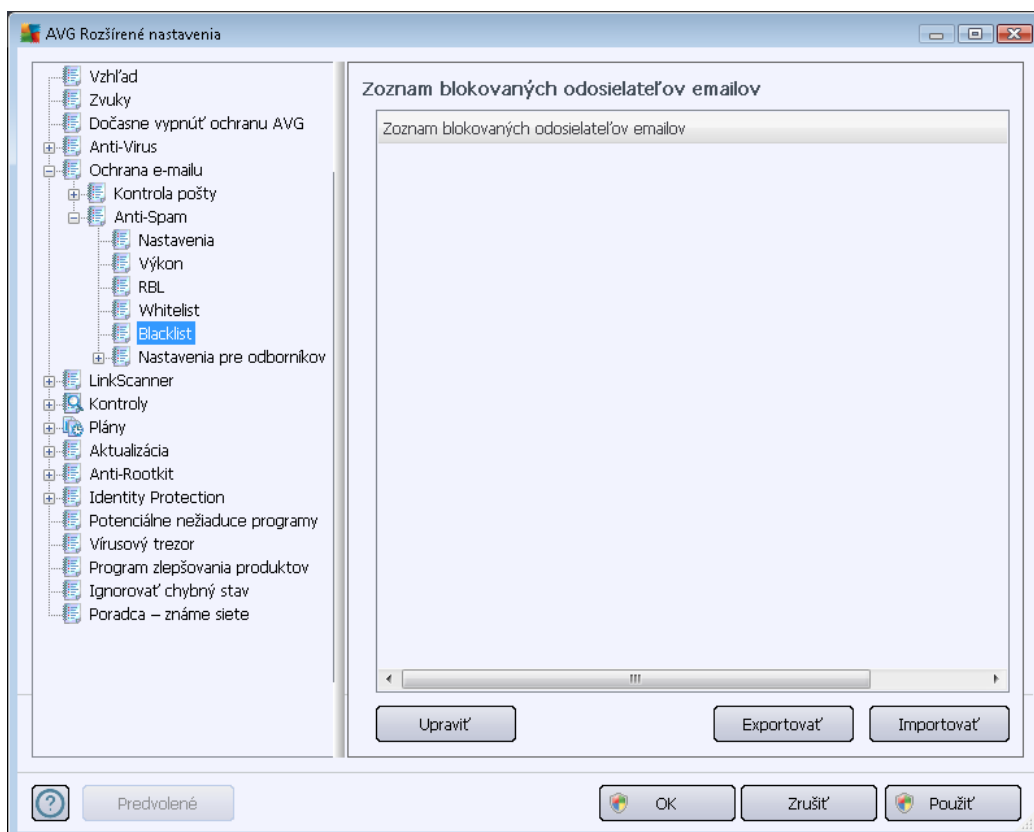 AVG Rozšírené nastavenia
Vzhľad
Zvuky
Dočasne vypnúť ochranu AVG
Anti-Virus
Ochrana e-mailu
Kontrola pošty
Anti-Spam
Nastavenia
Výkon
RBL
Whitelist
Blacklist
Nastavenia pre odborníkov
LinkScanner
Kontroly
Plány
Aktualizácia
Anti-Rootkit
Identity Protection
Potenciálne nežiaduce programy
Vírusový trezor
Program zlepšovania produktov
Ignorovať chybný stav
Poradca – známe siete
Zoznam blokovaných odosielateľov emailov
Zoznam blokovaných odosielateľov emailov
Upraviť
Exportovať
Importovať
Predvolené
OK
Zrušiť
Použiť